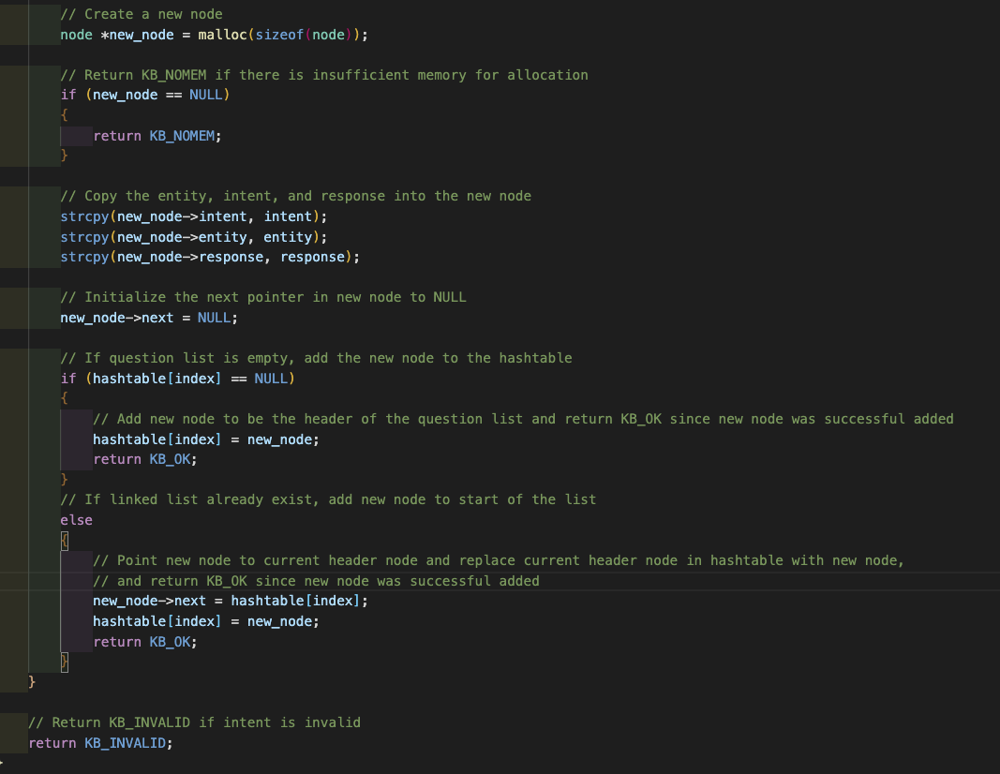 // Create a new node
node *new_node = malloc(sizeof(node));
// Return KB_NOMEM if there is insufficient memory for allocation
if (new_node == NULL)
{
return KB_NOMEM;
}
// Copy the entity, intent, and response into the new node
strcpy(new_node->intent, intent);
strcpy(new_node->entity, entity);
strcpy(new_node->response, response);
// Initialize the next pointer in new node to NULL
new_node->next = NULL;
// If question list is empty, add the new node to the hashtable
if (hashtable[index] == NULL)
{
// Add new node to be the header of the question list and return KB_OK since new node was successful added
hashtable[index] = new_node;
return KB_OK;
}
// If linked list already exist, add new node to start of the list
else
{
// Point new node to current header node and replace current header node in hashtable with new node,
// and return KB_OK since new node was successful added
new_node->next = hashtable[index];
hashtable[index] = new_node;
return KB_OK;
}
}
// Return KB_INVALID if intent is invalid
return KB_INVALID;